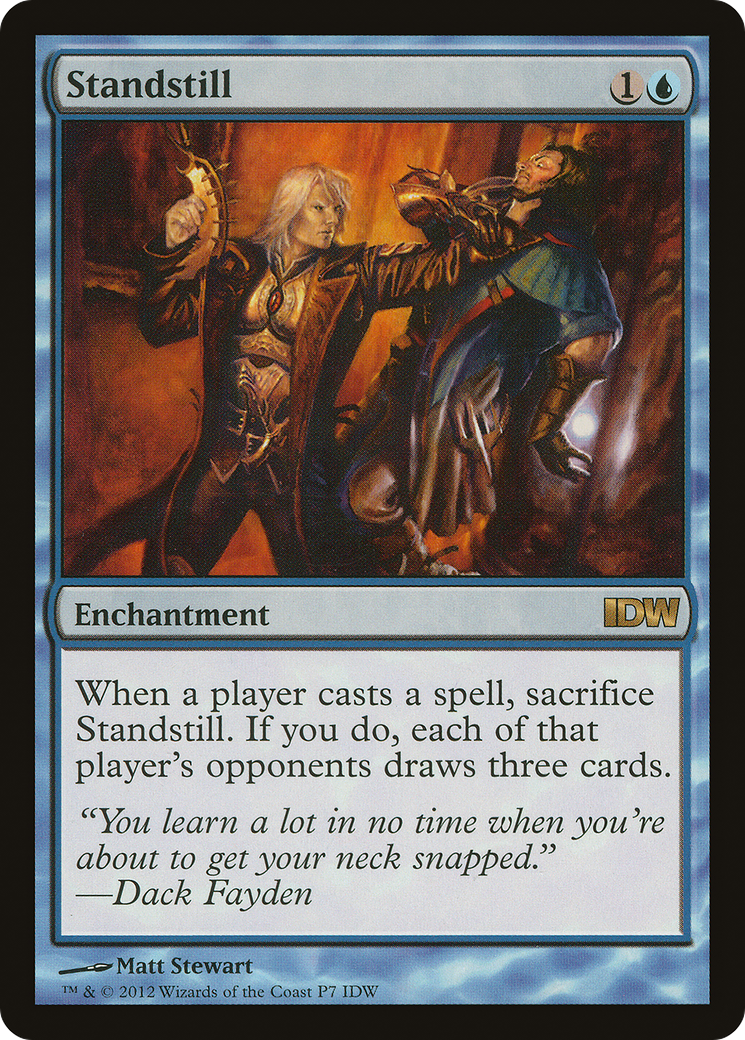 Standstill 1
Enchantment IDW
When a player casts a spell, sacrifice
Standstill. If you do, each of that
player's opponents draws three cards.
“You learn a lot in no time when you're
about to get your neck snapped.”
—Dack Fayden
Matt Stewart
™ & © 2012 Wizards of the Coast P7 IDW